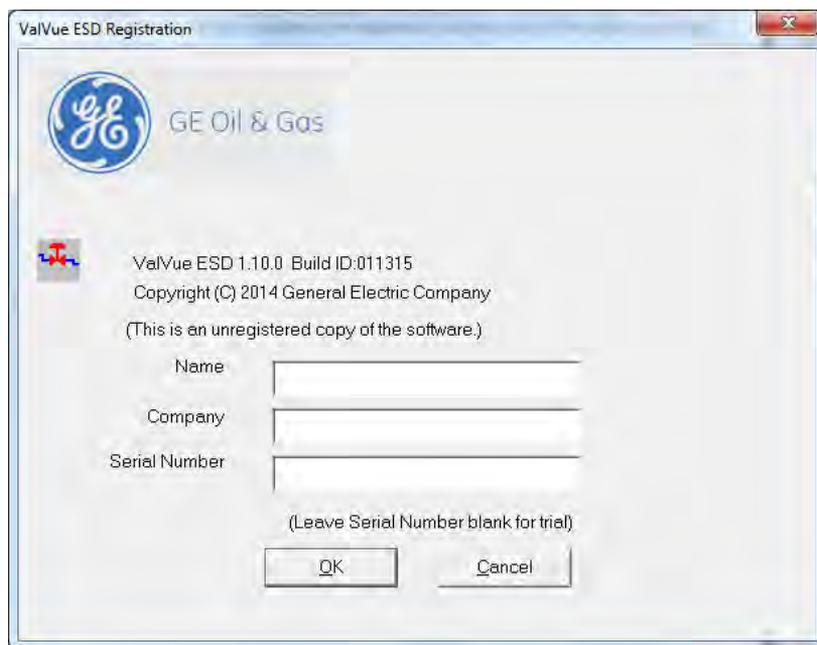 ValVue ESD Registration
GE
GE Oil & Gas
ValVue ESD 1.10.0 Build ID:011315
Copyright (C) 2014 General Electric Company
(This is an unregistered copy of the software.)
Name
Company
Serial Number
(Leave Serial Number blank for trial)
OK
Cancel